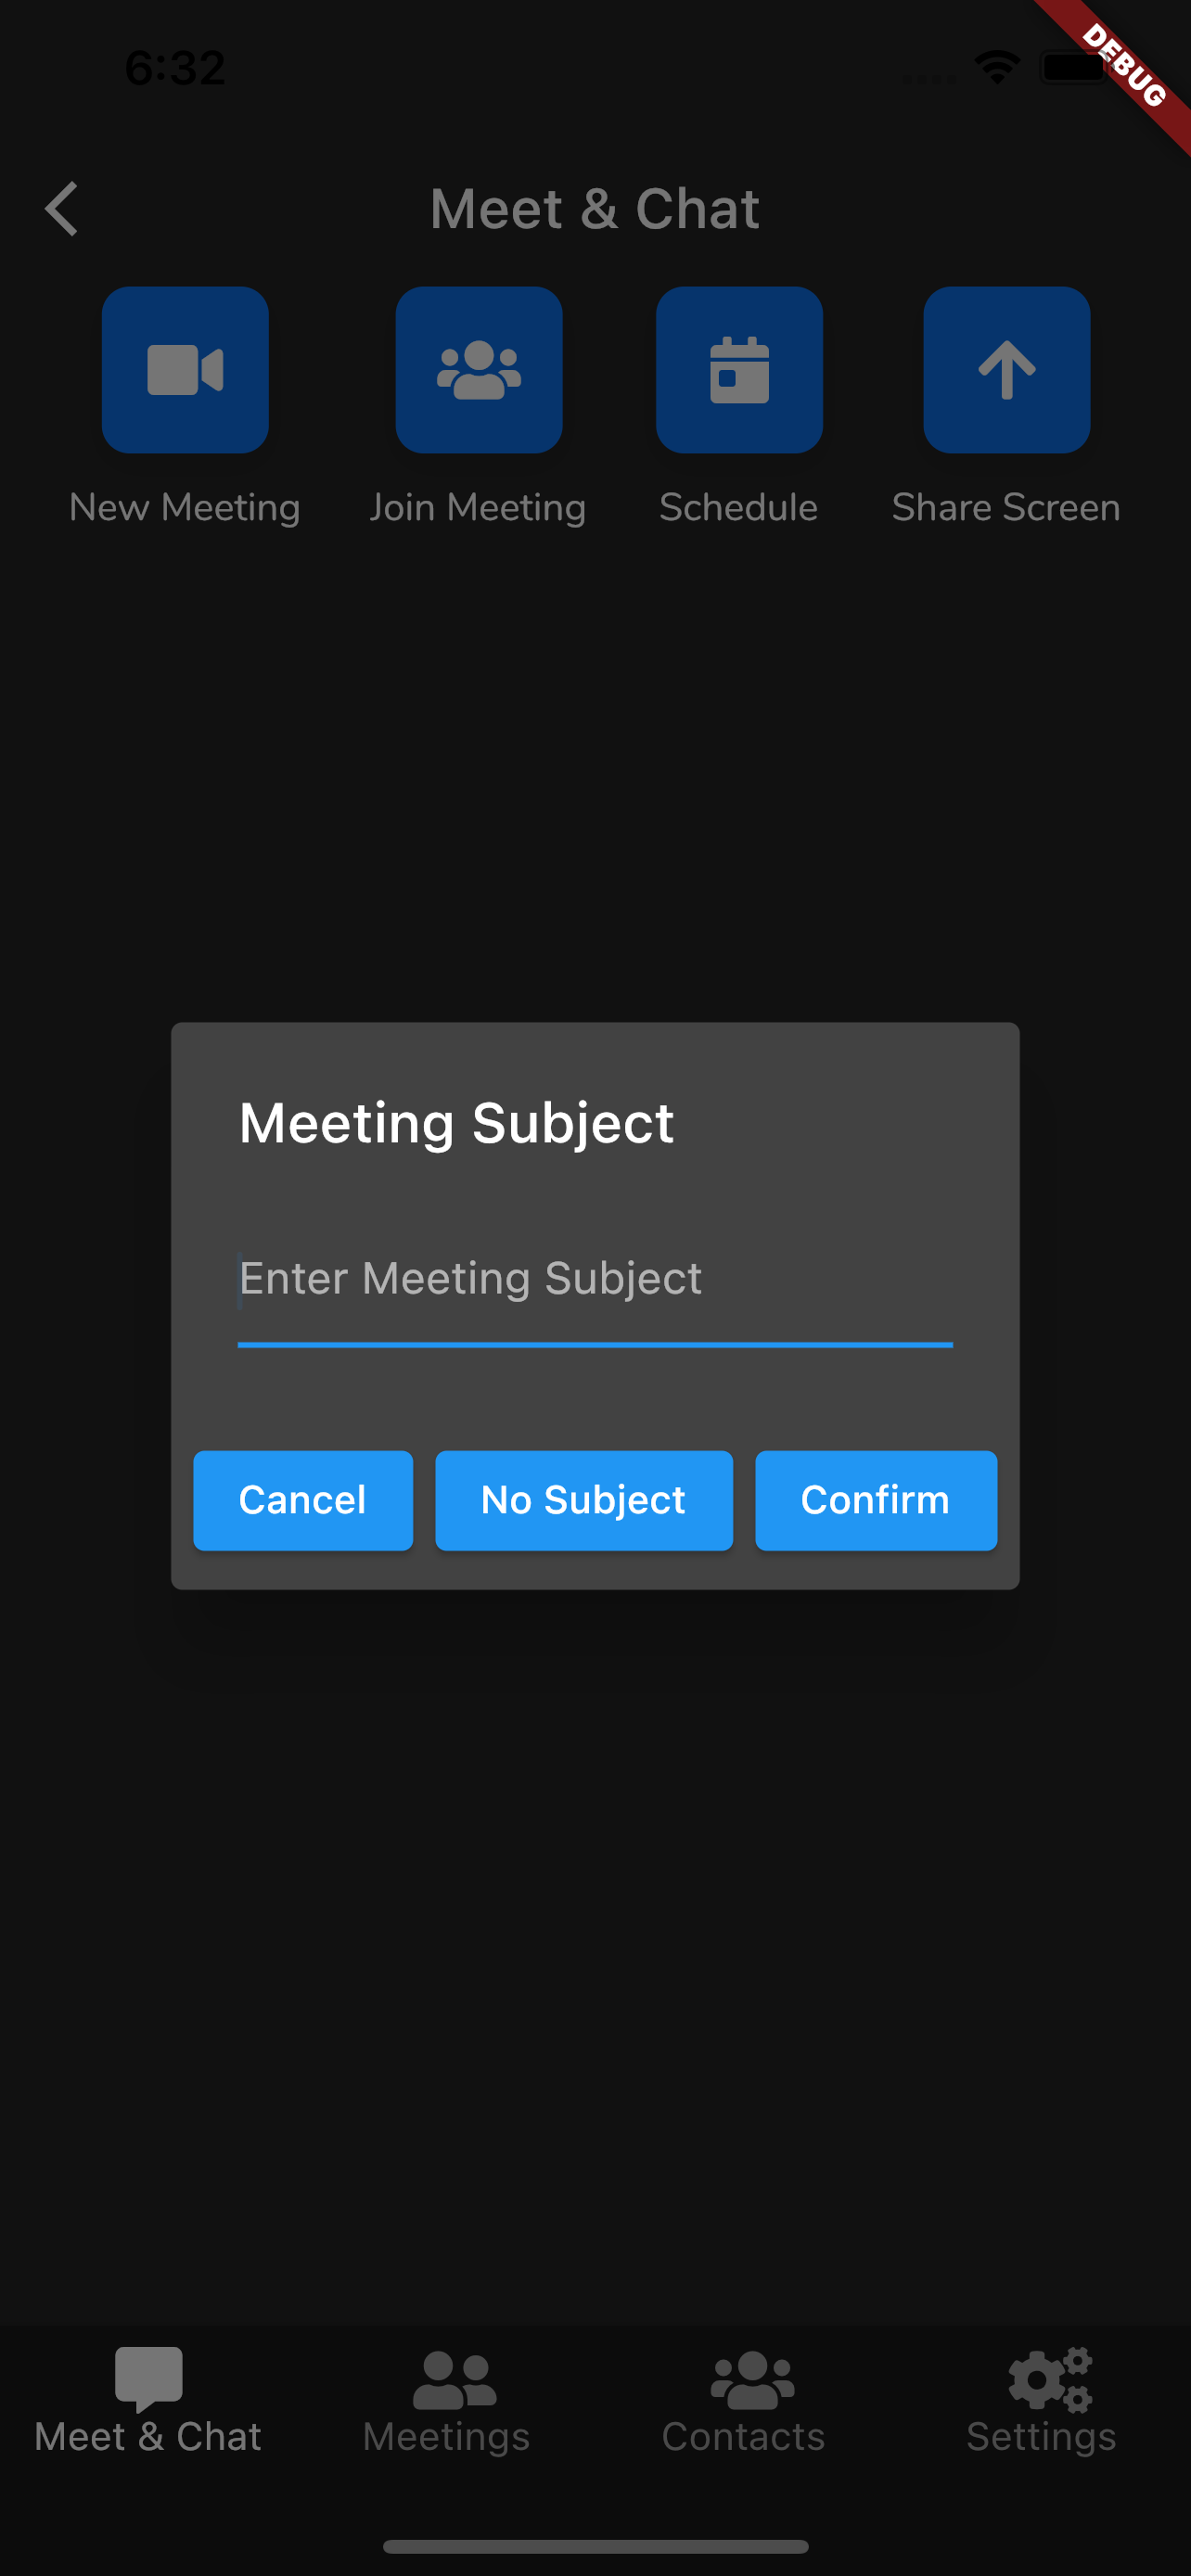 6:32
DEBUG
Meet & Chat
New Meeting
Join Meeting
Schedule
Share Screen
Meeting Subject
Enter Meeting Subject
Cancel
No Subject
Confirm
Meet & Chat
Meetings
Contacts
Settings